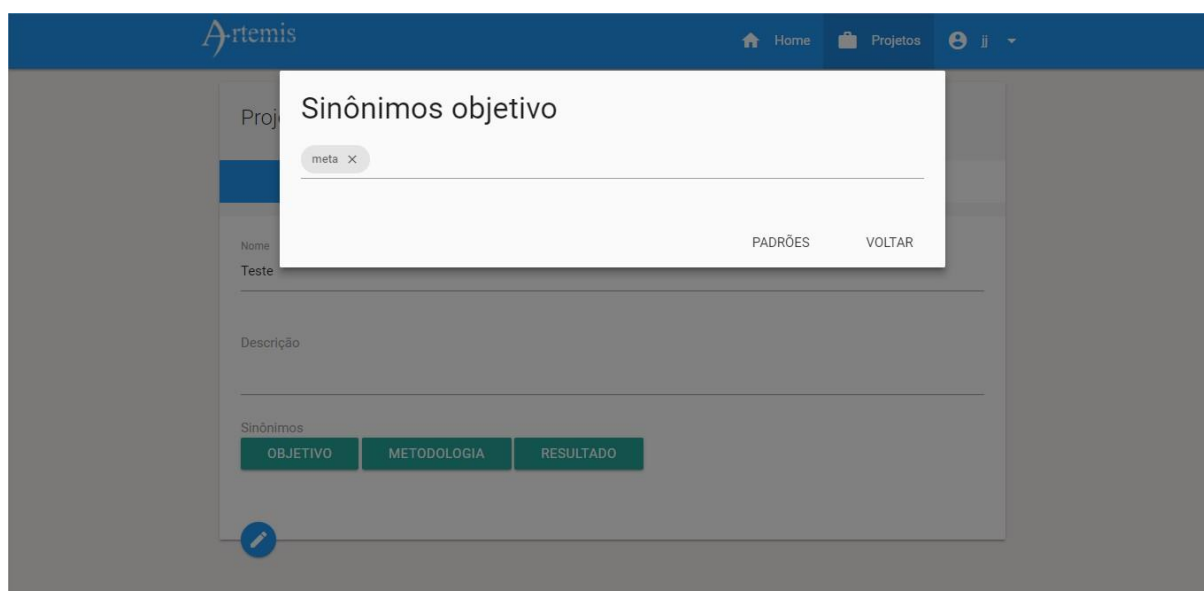 Artemis
Home Projetos jj
Proj
Sinônimos objetivo
meta
PADRÕES VOLTAR
Nome
Teste
Descrição
Sinônimos
OBJETIVO METODOLOGIA RESULTADO